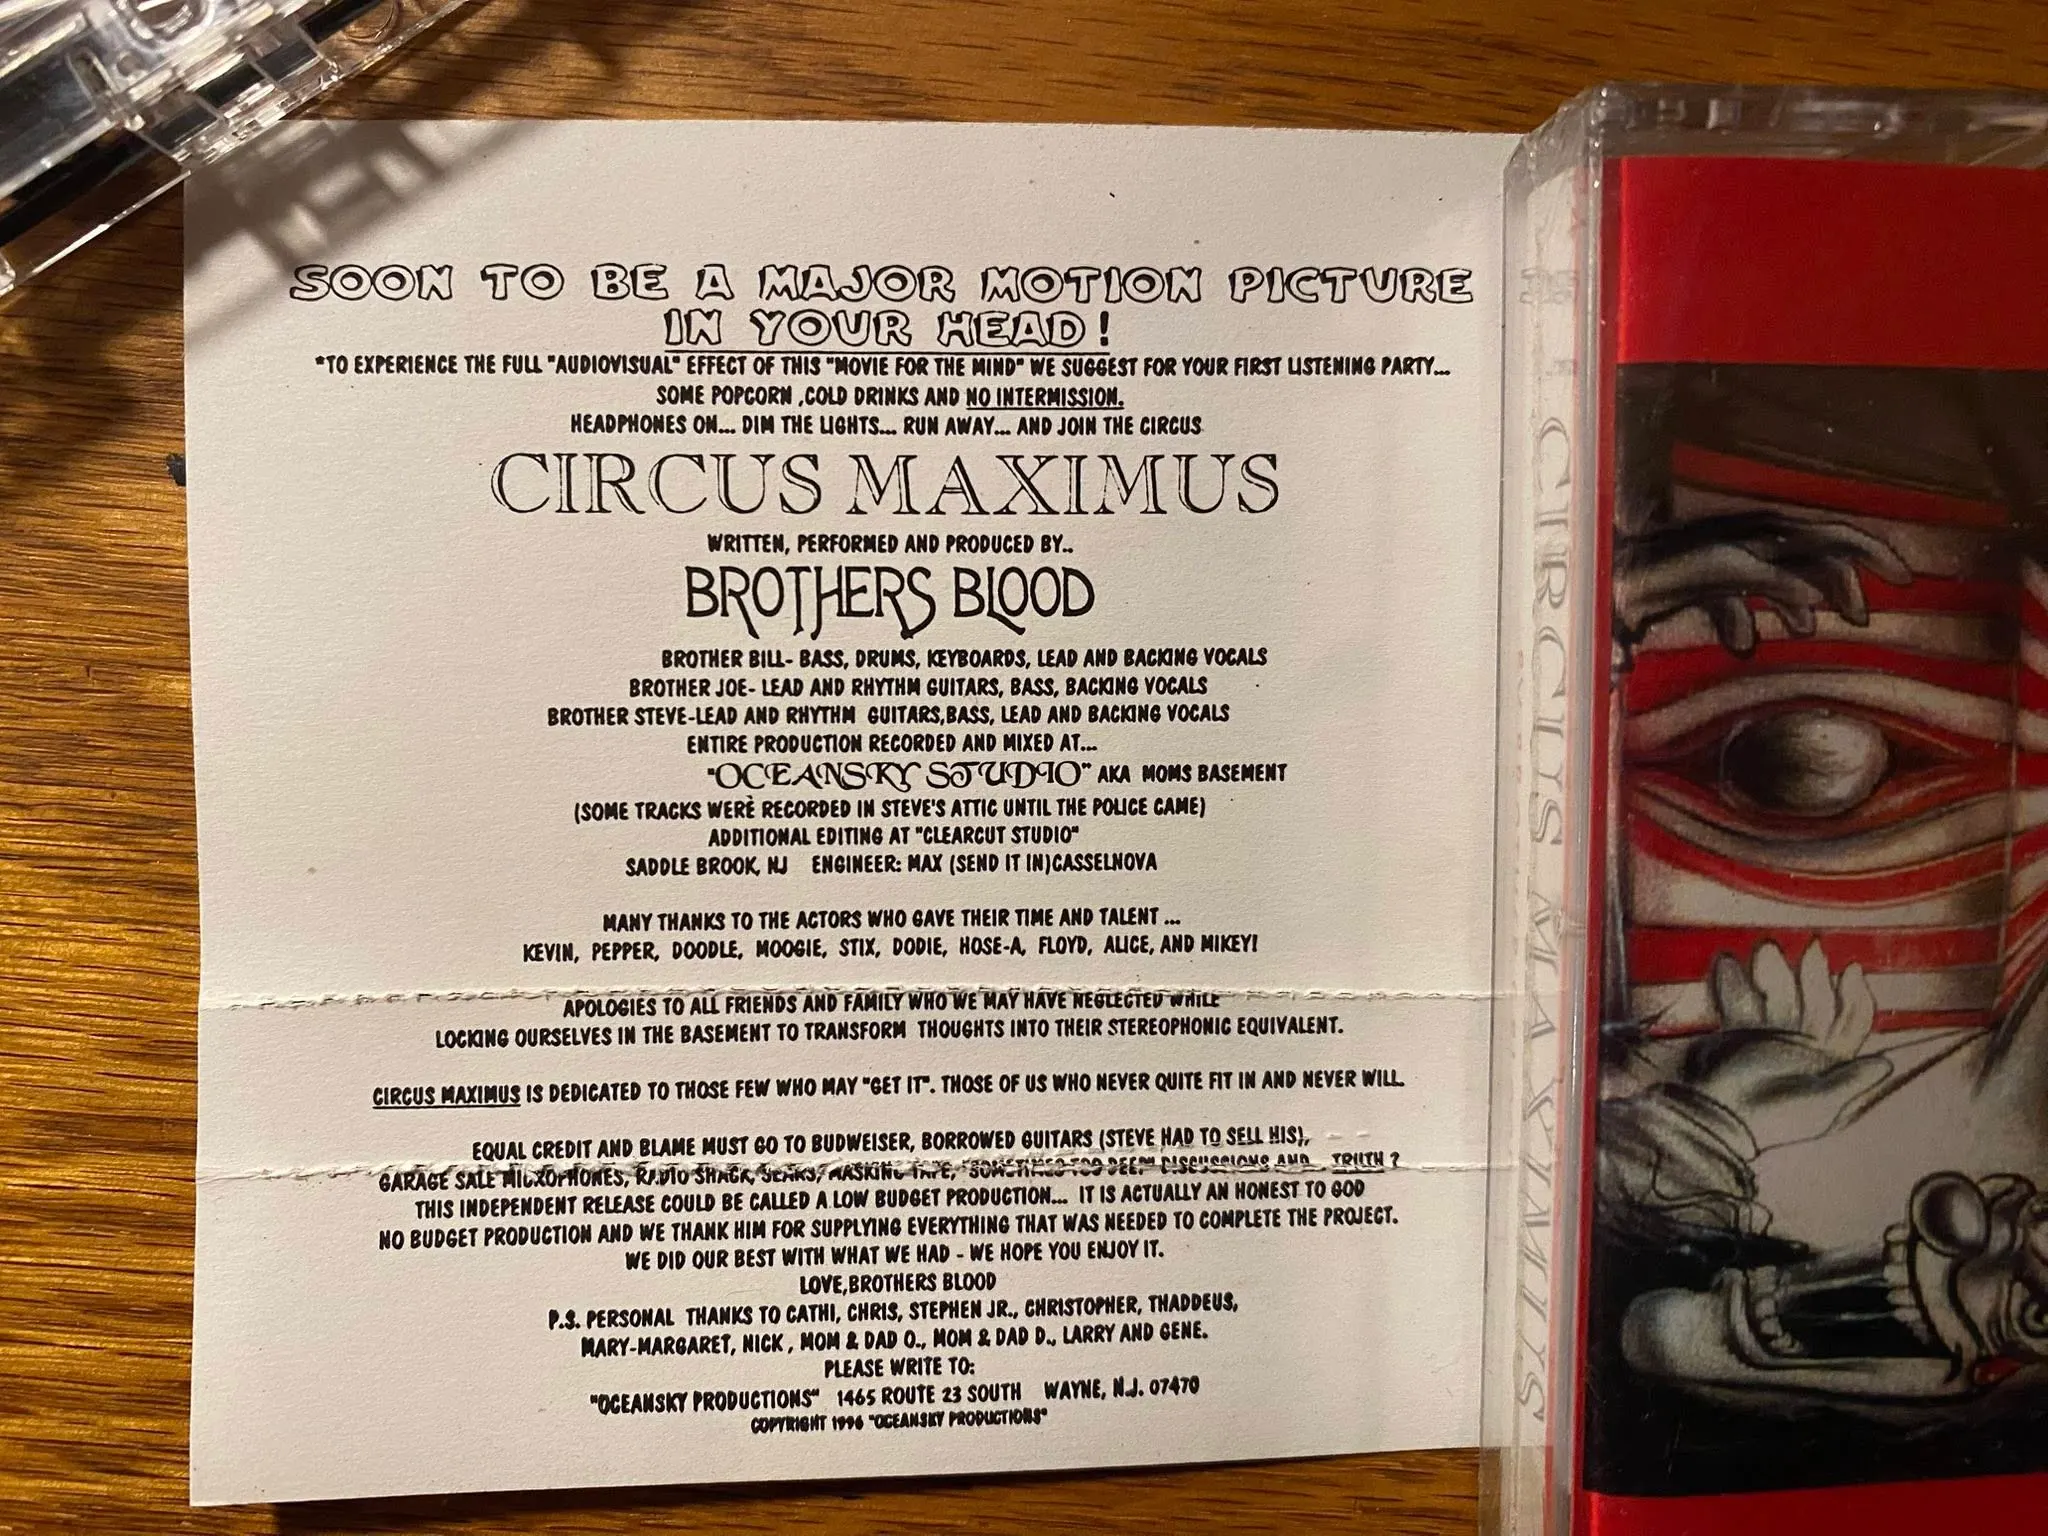 SOON TO BE A MAJOR MOTION PICTURE
IN YOUR HEAD!
*TO EXPERIENCE THE FULL "AUDIOVISUAL" EFFECT OF THIS "MOVIE FOR THE MIND" WE SUGGEST FOR YOUR FIRST LISTENING PARTY...
SOME POPCORN ,COLD DRINKS AND NO INTERMISSION.
HEADPHONES ON... DIM THE LIGHTS... RUN AWAY... AND JOIN THE CIRCUS
CIRCUS MAXIMUS
WRITTEN, PERFORMED AND PRODUCED BY..
BROTHERS BLOOD
BROTHER BILL- BASS, DRUMS, KEYBOARDS, LEAD AND BACKING VOCALS
BROTHER JOE- LEAD AND RHYTHM GUITARS, BASS, BACKING VOCALS
BROTHER STEVE-LEAD AND RHYTHM GUITARS,BASS, LEAD AND BACKING VOCALS
ENTIRE PRODUCTION RECORDED AND MIXED AT...
"OCEANSKY STUDIO" AKA MOMS BASEMENT
(SOME TRACKS WERÈ RECORDED IN STEVE'S ATTIC UNTIL THE POLICE CAME)
ADDITIONAL EDITING AT "CLEARCUT STUDIO"
SADDLE BROOK, NJ ENGINEER: MAX (SEND IT IN)CASSELNOVA
MANY THANKS TO THE ACTORS WHO GAVE THEIR TIME AND TALENT ...
KEVIN, PEPPER, DOODLE, MOOGIE, STIX, DODIE, HOSE-A, FLOYD, ALICE, AND MIKEY!
APOLOGIES TO ALL FRIENDS AND FAMILY WHO WE MAY HAVE NEGLECTED WHILE
LOCKING OURSELVES IN THE BASEMENT TO TRANSFORM THOUGHTS INTO THEIR STEREOPHONIC EQUIVALENT.
CIRCUS MAXIMUS IS DEDICATED TO THOSE FEW WHO MAY "GET IT". THOSE OF US WHO NEVER QUITE FIT IN AND NEVER WILL.
EQUAL CREDIT AND BLAME MUST GO TO BUDWEISER, BORROWED GUITARS (STEVE HAD TO SELL HIS),
GARAGE SALE MICROPHONES, RADIO SHACK, SEARS, MASKING TAPE, "SOMETIMES TOO DEEP" DISCUSSIONS AND... TRUTH ?
THIS INDEPENDENT RELEASE COULD BE CALLED A LOW BUDGET PRODUCTION... IT IS ACTUALLY AN HONEST TO GOD
NO BUDGET PRODUCTION AND WE THANK HIM FOR SUPPLYING EVERYTHING THAT WAS NEEDED TO COMPLETE THE PROJECT.
WE DID OUR BEST WITH WHAT WE HAD - WE HOPE YOU ENJOY IT.
LOVE,BROTHERS BLOOD
P.S. PERSONAL THANKS TO CATHI, CHRIS, STEPHEN JR., CHRISTOPHER, THADDEUS,
MARY-MARGARET, NICK , MOM & DAD O., MOM & DAD D., LARRY AND GENE.
PLEASE WRITE TO:
"OCEANSKY PRODUCTIONS" 1465 ROUTE 23 SOUTH WAYNE, N.J. 07470
COPYRIGHT 1996 "OCEANSKY PRODUCTIONS"
CIRCUS MAXIMUS